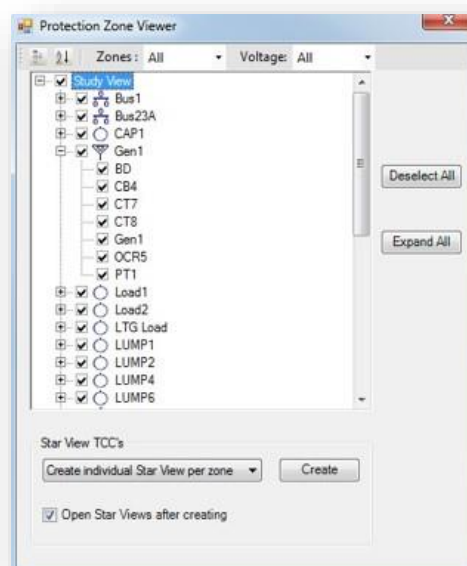 Protection Zone Viewer
Zones: All Voltage: All
Study View
Bus1
Bus23A
CAP1
Gen1
BD
CB4
CT7
CT8
Gen1
OCR5
PT1
Load1
Load2
LTG Load
LUMP1
LUMP2
LUMP4
LUMP6
Deselect All
Expand All
Star View TCC's
Create individual Star View per zone Create
Open Star Views after creating